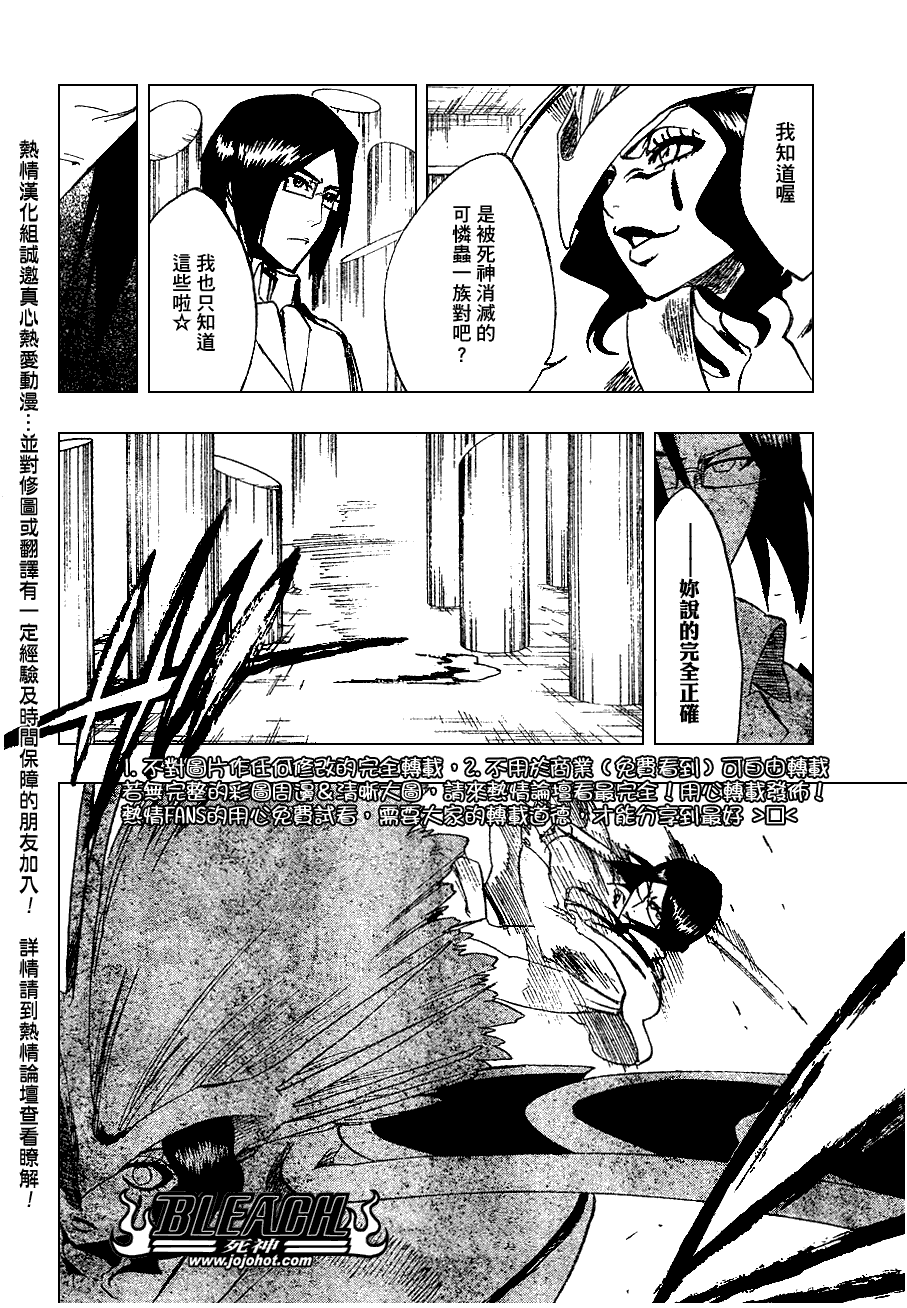 我知道喔
是被死神消滅的
可憐蟲一族對吧？
我也只知道
這些啦☆
——妳說的完全正確
1. 不對圖片作任何修改的完全轉載，2. 不用於商業（免費看到）可自由轉載
若無完整的彩圖周漫&清晰大圖，請來熱情論壇看最完全！用心轉載發佈！
熱情FANS的用心免費試看，需要大家的轉載道德，才能分享到最好 >□<
熱情漢化組誠邀真心熱愛動漫…並對修圖或翻譯有一定經驗及時間保障的朋友加入！ 詳情請到熱情論壇查看瞭解！
BLEACH
死神
www.jojohot.com